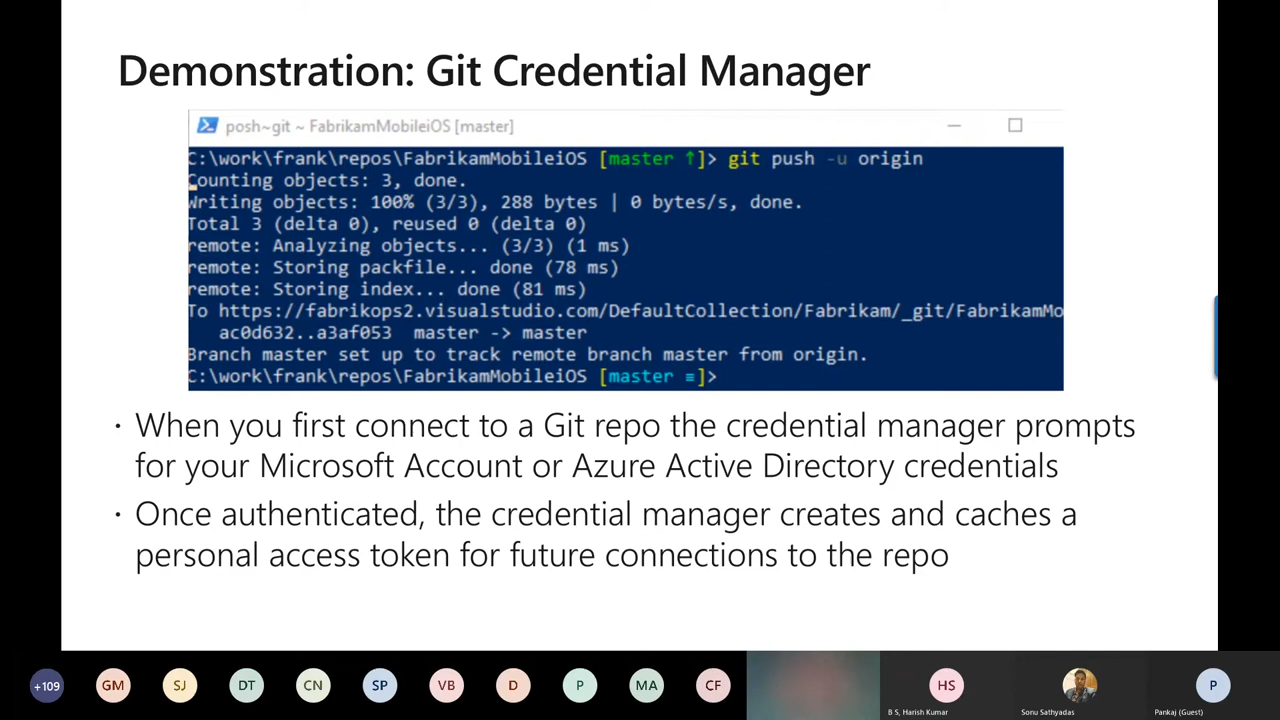 Demonstration: Git Credential Manager
posh~git ~ FabrikamMobileiOS [master]
C:\work\frank\repos\FabrikamMobileiOS [master ↑]> git push -u origin
Counting objects: 3, done.
Writing objects: 100% (3/3), 288 bytes | 0 bytes/s, done.
Total 3 (delta 0), reused 0 (delta 0)
remote: Analyzing objects... (3/3) (1 ms)
remote: Storing packfile... done (78 ms)
remote: Storing index... done (81 ms)
To https://fabrikops2.visualstudio.com/DefaultCollection/Fabrikam/_git/FabrikamMo
ac0d632..a3af053 master -> master
Branch master set up to track remote branch master from origin.
C:\work\frank\repos\FabrikamMobileiOS [master ≡]>
· When you first connect to a Git repo the credential manager prompts
for your Microsoft Account or Azure Active Directory credentials
· Once authenticated, the credential manager creates and caches a
personal access token for future connections to the repo
+109 GM SJ DT CN SP VB D P MA CF HS P
B S, Harish Kumar Sonu Sathyadas Pankaj (Guest)